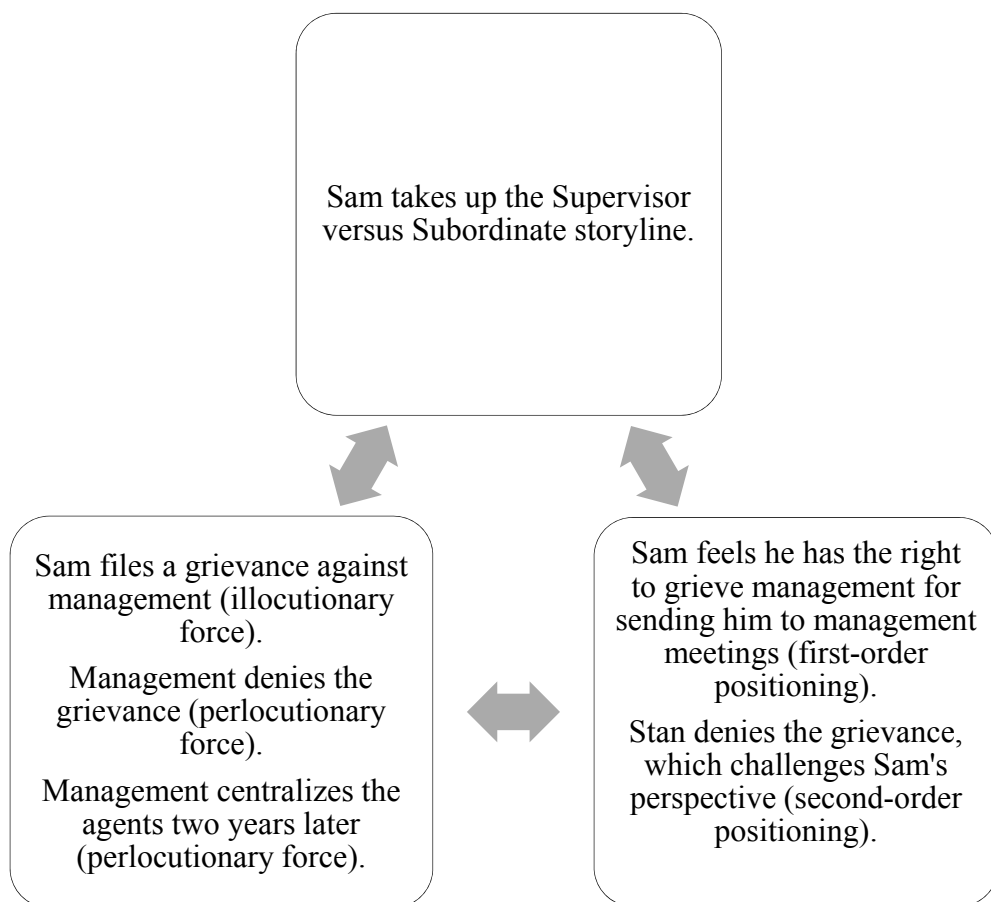 Sam takes up the Supervisor
versus Subordinate storyline.
Sam files a grievance against
management (illocutionary
force).
Management denies the
grievance (perlocutionary
force).
Management centralizes the
agents two years later
(perlocutionary force).
Sam feels he has the right
to grieve management for
sending him to management
meetings (first-order
positioning).
Stan denies the grievance,
which challenges Sam's
perspective (second-order
positioning).